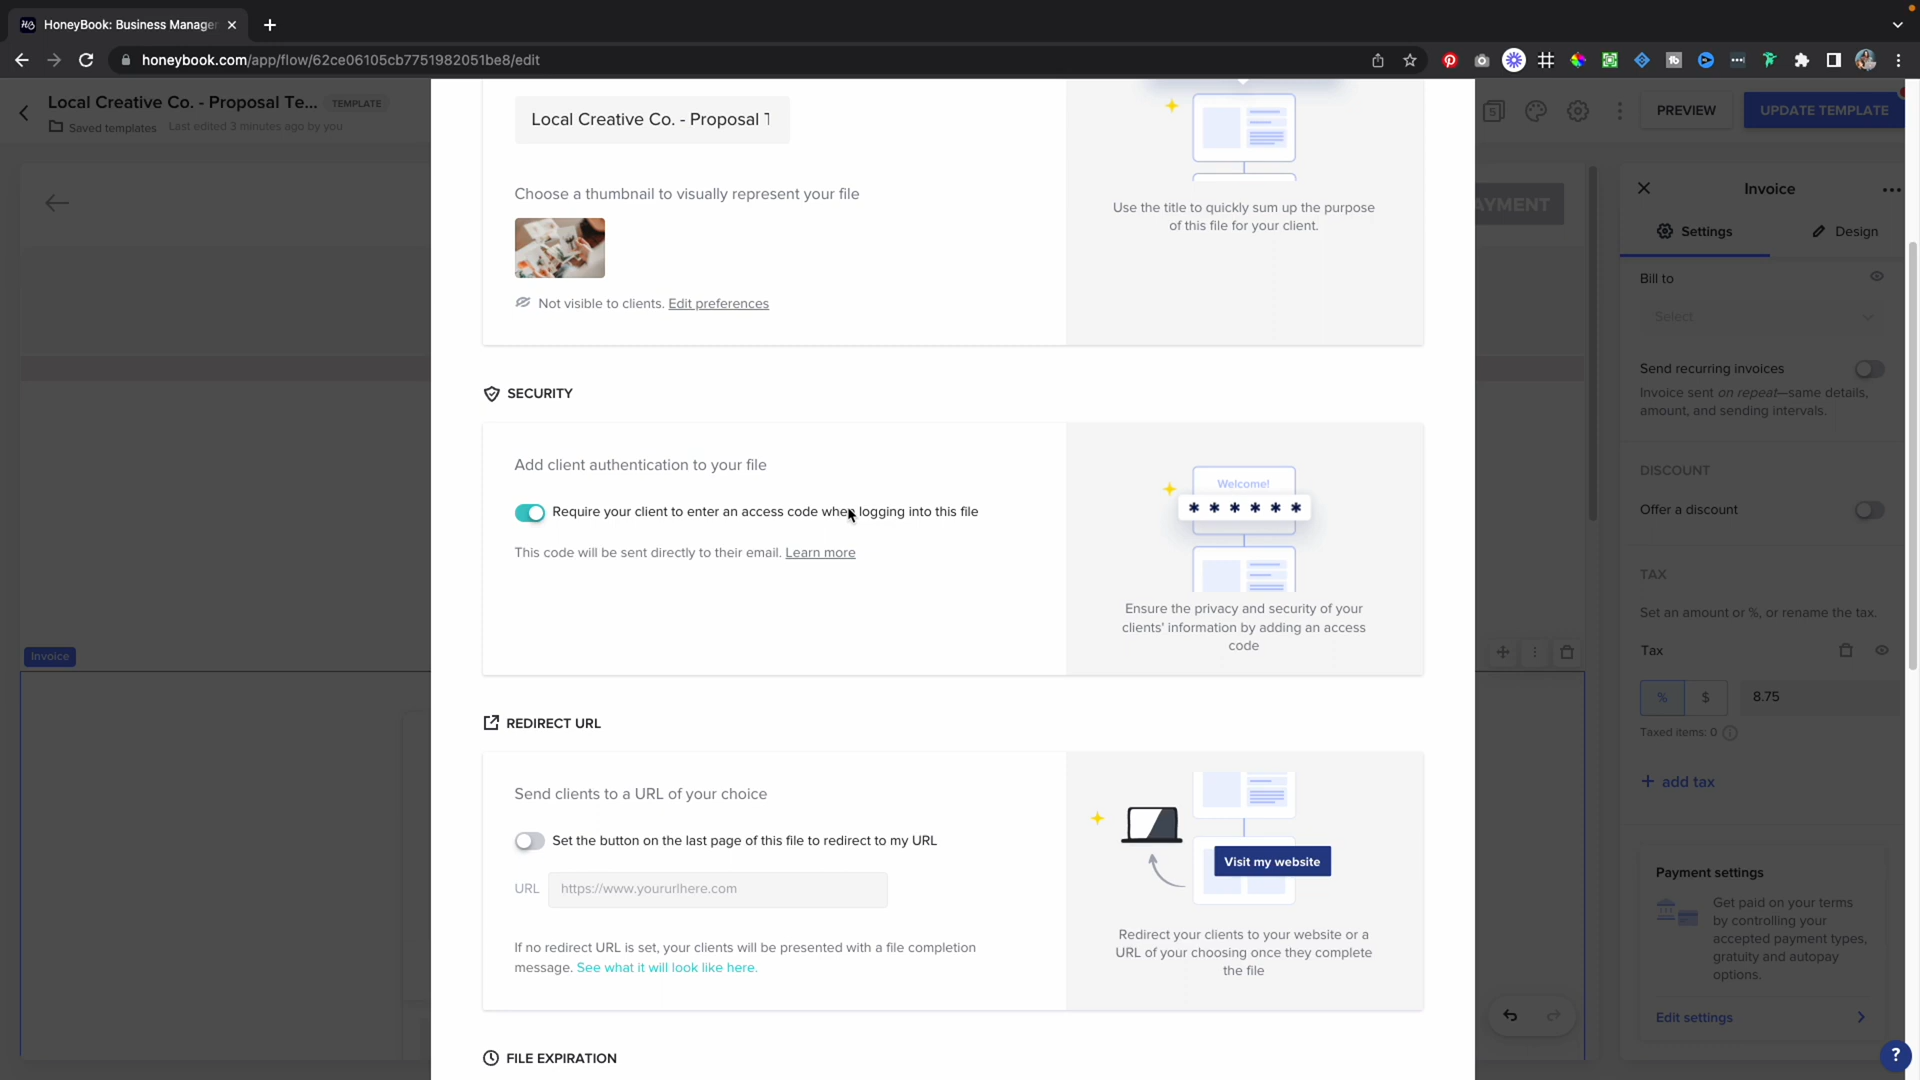 HoneyBook: Business Manager
honeybook.com/app/flow/62ce06105cb7751982051be8/edit
Local Creative Co. - Proposal Te... TEMPLATE
Saved templates Last edited 3 minutes ago by you
PREVIEW
UPDATE TEMPLATE
Local Creative Co. - Proposal T
Choose a thumbnail to visually represent your file
Not visible to clients. Edit preferences
Use the title to quickly sum up the purpose
of this file for your client.
SECURITY
Add client authentication to your file
Require your client to enter an access code when logging into this file
This code will be sent directly to their email. Learn more
Welcome!
* * * * * *
Ensure the privacy and security of your
clients' information by adding an access
code
REDIRECT URL
Send clients to a URL of your choice
Set the button on the last page of this file to redirect to my URL
URL https://www.yoururlhere.com
If no redirect URL is set, your clients will be presented with a file completion
message. See what it will look like here.
Visit my website
Redirect your clients to your website or a
URL of your choosing once they complete
the file
FILE EXPIRATION
Invoice
AYMENT
Invoice
Settings
Design
Bill to
Select
Send recurring invoices
Invoice sent on repeat—same details,
amount, and sending intervals.
DISCOUNT
Offer a discount
TAX
Set an amount or %, or rename the tax.
Tax
% $ 8.75
Taxed items: 0
+ add tax
Payment settings
Get paid on your terms
by controlling your
accepted payment types,
gratuity and autopay
options.
Edit settings
?